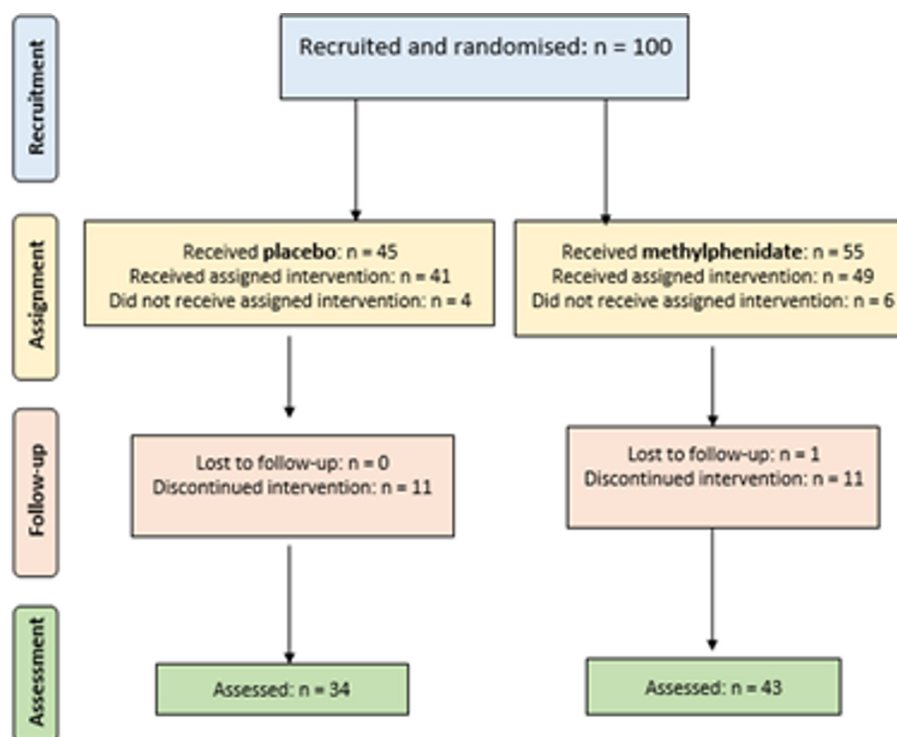 Recruitment
Recruited and randomised: n = 100
Assignment
Received placebo: n = 45
Received assigned intervention: n = 41
Did not receive assigned intervention: n = 4
Received methylphenidate: n = 55
Received assigned intervention: n = 49
Did not receive assigned intervention: n = 6
Follow-up
Lost to follow-up: n = 0
Discontinued intervention: n = 11
Lost to follow-up: n = 1
Discontinued intervention: n = 11
Assessment
Assessed: n = 34
Assessed: n = 43